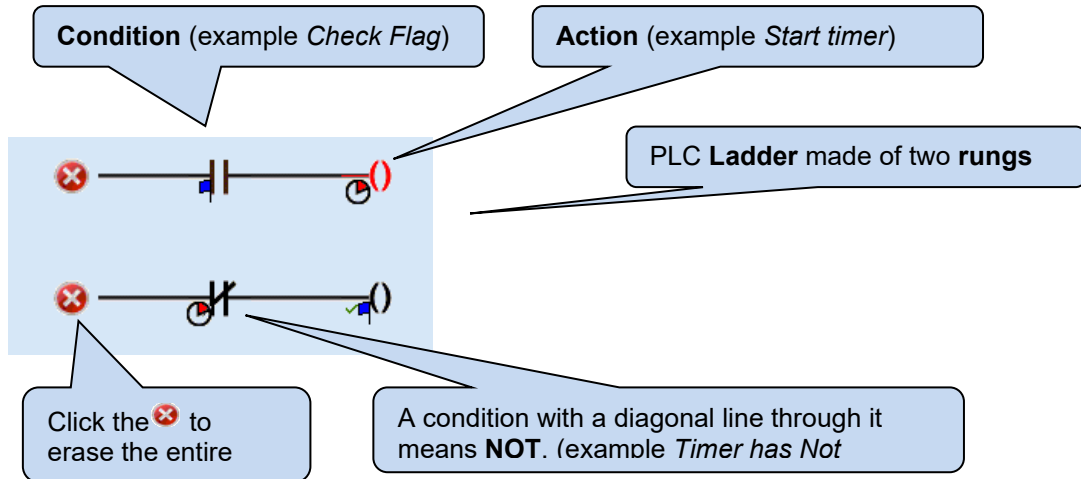 Condition (example Check Flag)
Action (example Start timer)
PLC Ladder made of two rungs
Click the to
erase the entire
A condition with a diagonal line through it
means NOT. (example Timer has Not